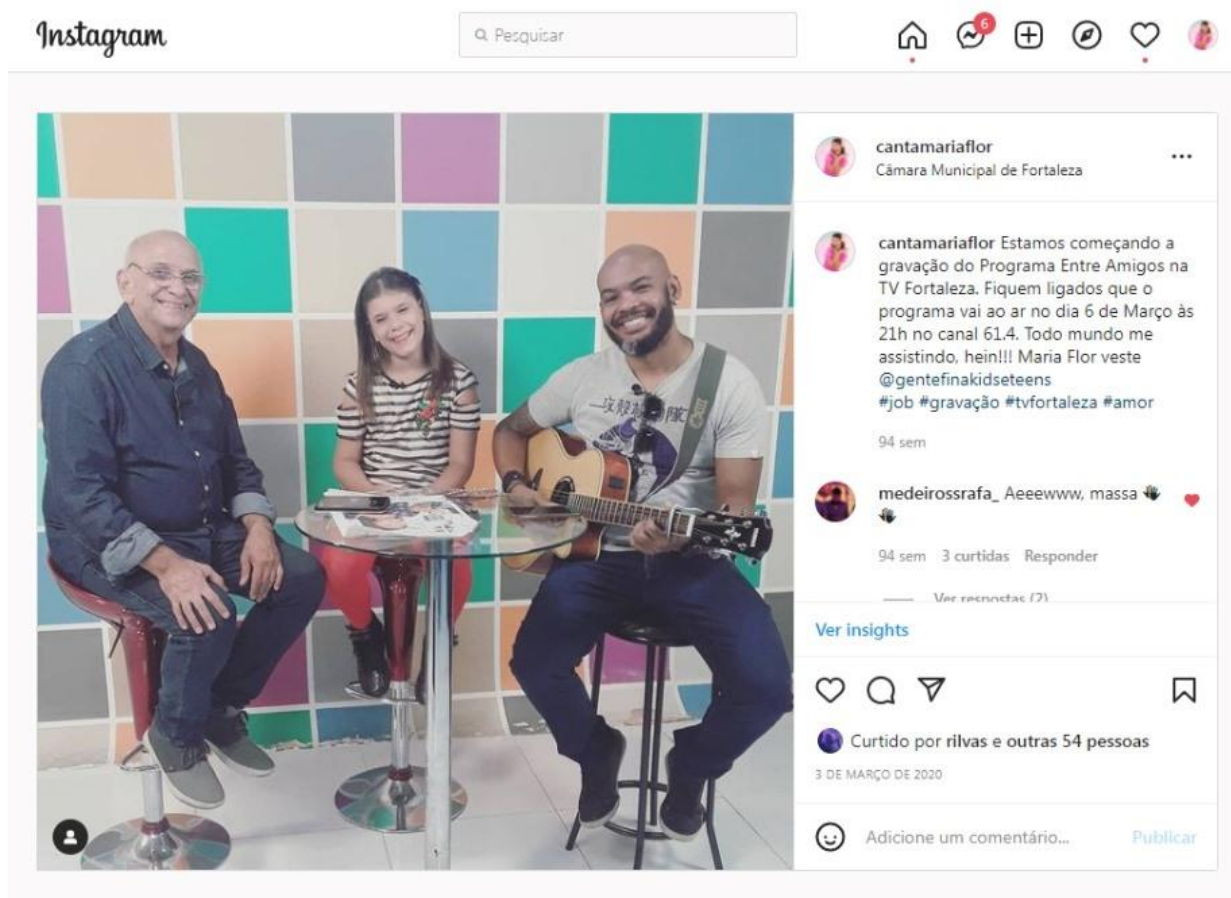 Instagram
Pesquisar
6
cantamariaflor
Câmara Municipal de Fortaleza
cantamariaflor Estamos começando a
gravação do Programa Entre Amigos na
TV Fortaleza. Fiquem ligados que o
programa vai ao ar no dia 6 de Março às
21h no canal 61.4. Todo mundo me
assistindo, hein!!! Maria Flor veste
@gentefinakidseteens
#job #gravação #tvfortaleza #amor
94 sem
medeirossrafa_ Aeeewww, massa 👋🏿
👋🏿
94 sem 3 curtidas Responder
Ver respostas (2)
Ver insights
Curtido por rilvas e outras 54 pessoas
3 DE MARÇO DE 2020
Adicione um comentário... Publicar